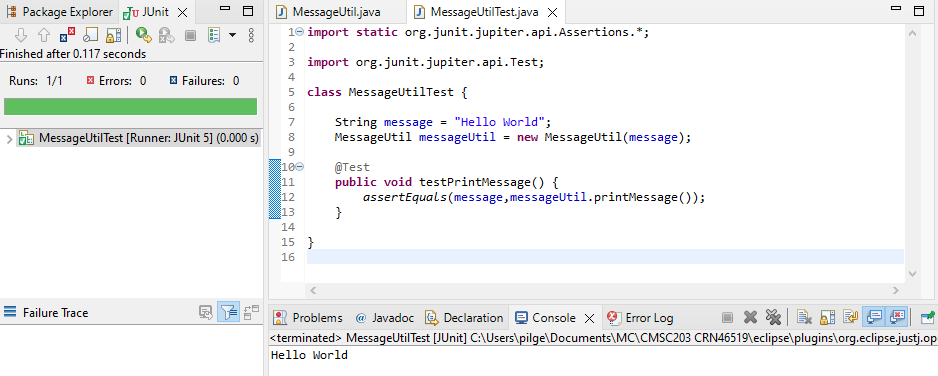 Package Explorer JUnit
Finished after 0.117 seconds
Runs: 1/1 Errors: 0 Failures: 0
MessageUtilTest [Runner: JUnit 5] (0.000 s)
Failure Trace
MessageUtil.java MessageUtilTest.java
1 import static org.junit.jupiter.api.Assertions.*;
2
3 import org.junit.jupiter.api.Test;
4
5 class MessageUtilTest {
6
7 String message = "Hello World";
8 MessageUtil messageUtil = new MessageUtil(message);
9
10 @Test
11 public void testPrintMessage() {
12 assertEquals(message,messageUtil.printMessage());
13 }
14
15 }
16
Problems @ Javadoc Declaration Console Error Log
<terminated> MessageUtilTest [JUnit] C:\Users\pilge\Documents\MC\CMSC203 CRN46519\eclipse\plugins\org.eclipse.justj.op
Hello World